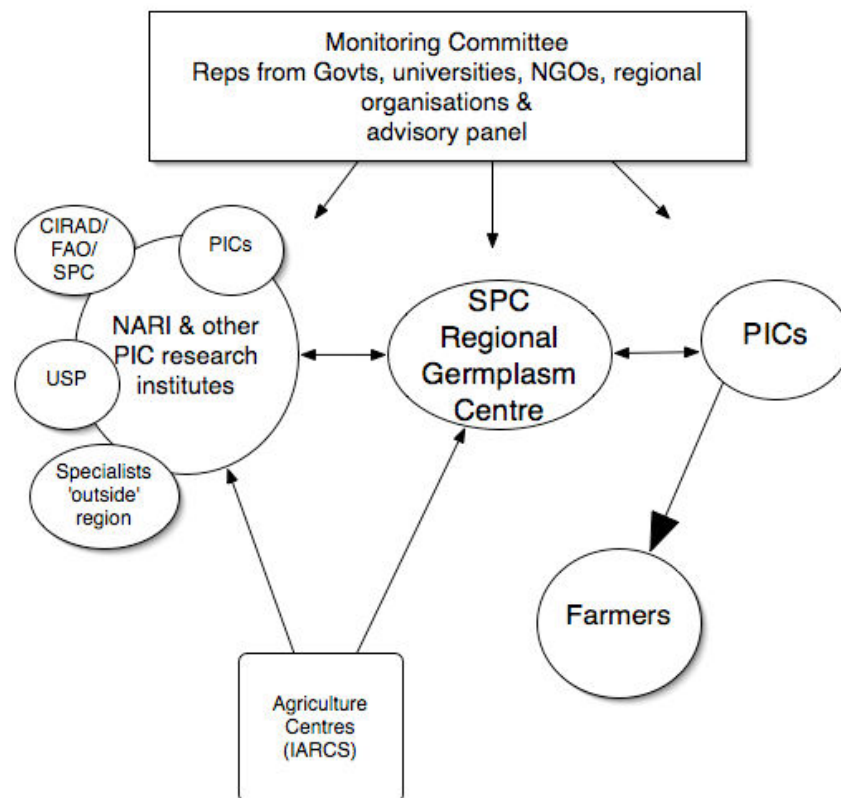 Monitoring Committee
Reps from Govts, universities, NGOs, regional
organisations &
advisory panel
CIRAD/
FAO/
SPC
PICs
NARI & other
PIC research
institutes
USP
Specialists
'outside'
region
SPC
Regional
Germplasm
Centre
PICs
Farmers
Agriculture
Centres
(IARCS)